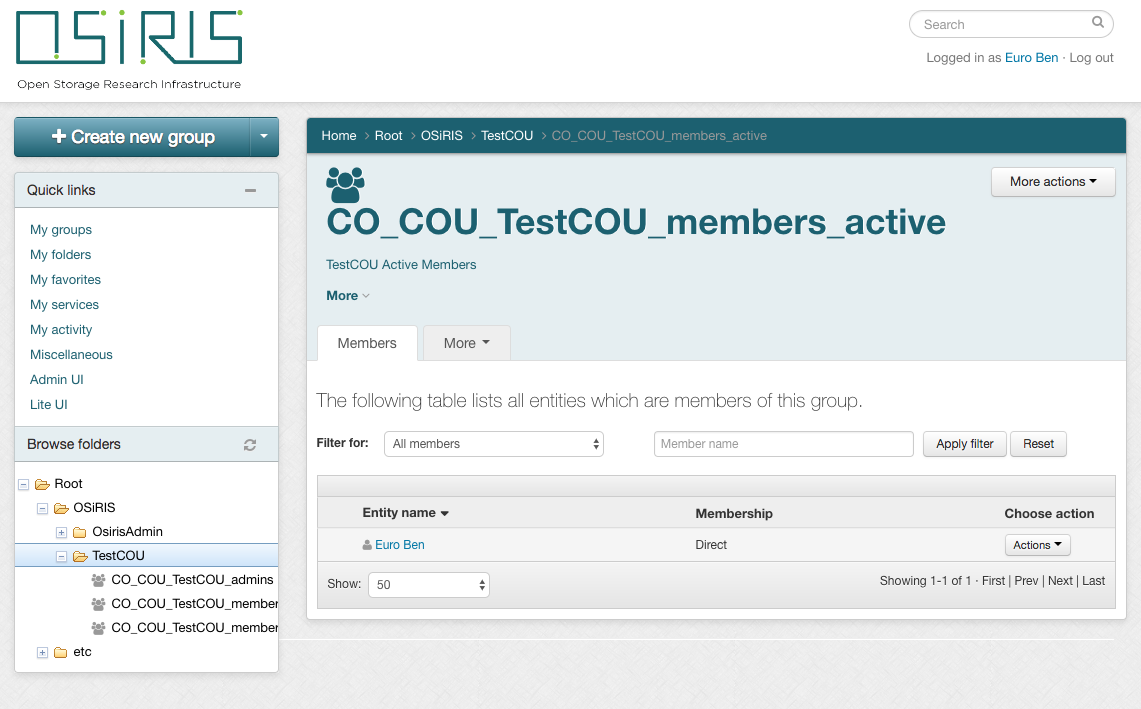 OSiRIS
Open Storage Research Infrastructure
Search
Logged in as Euro Ben · Log out
Create new group
Quick links
My groups
My folders
My favorites
My services
My activity
Miscellaneous
Admin UI
Lite UI
Browse folders
Root
OSiRIS
OsirisAdmin
TestCOU
CO_COU_TestCOU_admins
CO_COU_TestCOU_member
CO_COU_TestCOU_member
etc
Home > Root > OSiRIS > TestCOU > CO_COU_TestCOU_members_active
More actions
CO_COU_TestCOU_members_active
TestCOU Active Members
More
Members More
The following table lists all entities which are members of this group.
Filter for: All members Member name Apply filter Reset
Entity name Membership Choose action
Euro Ben Direct Actions
Show: 50 Showing 1-1 of 1 · First | Prev | Next | Last